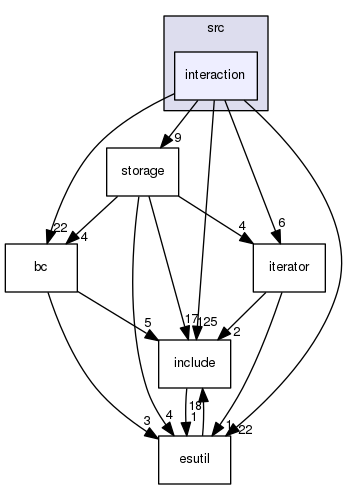 src
interaction
9
storage
22
4
4
6
bc
iterator
5
17
125
2
include
18
1
3
4
1
22
esutil